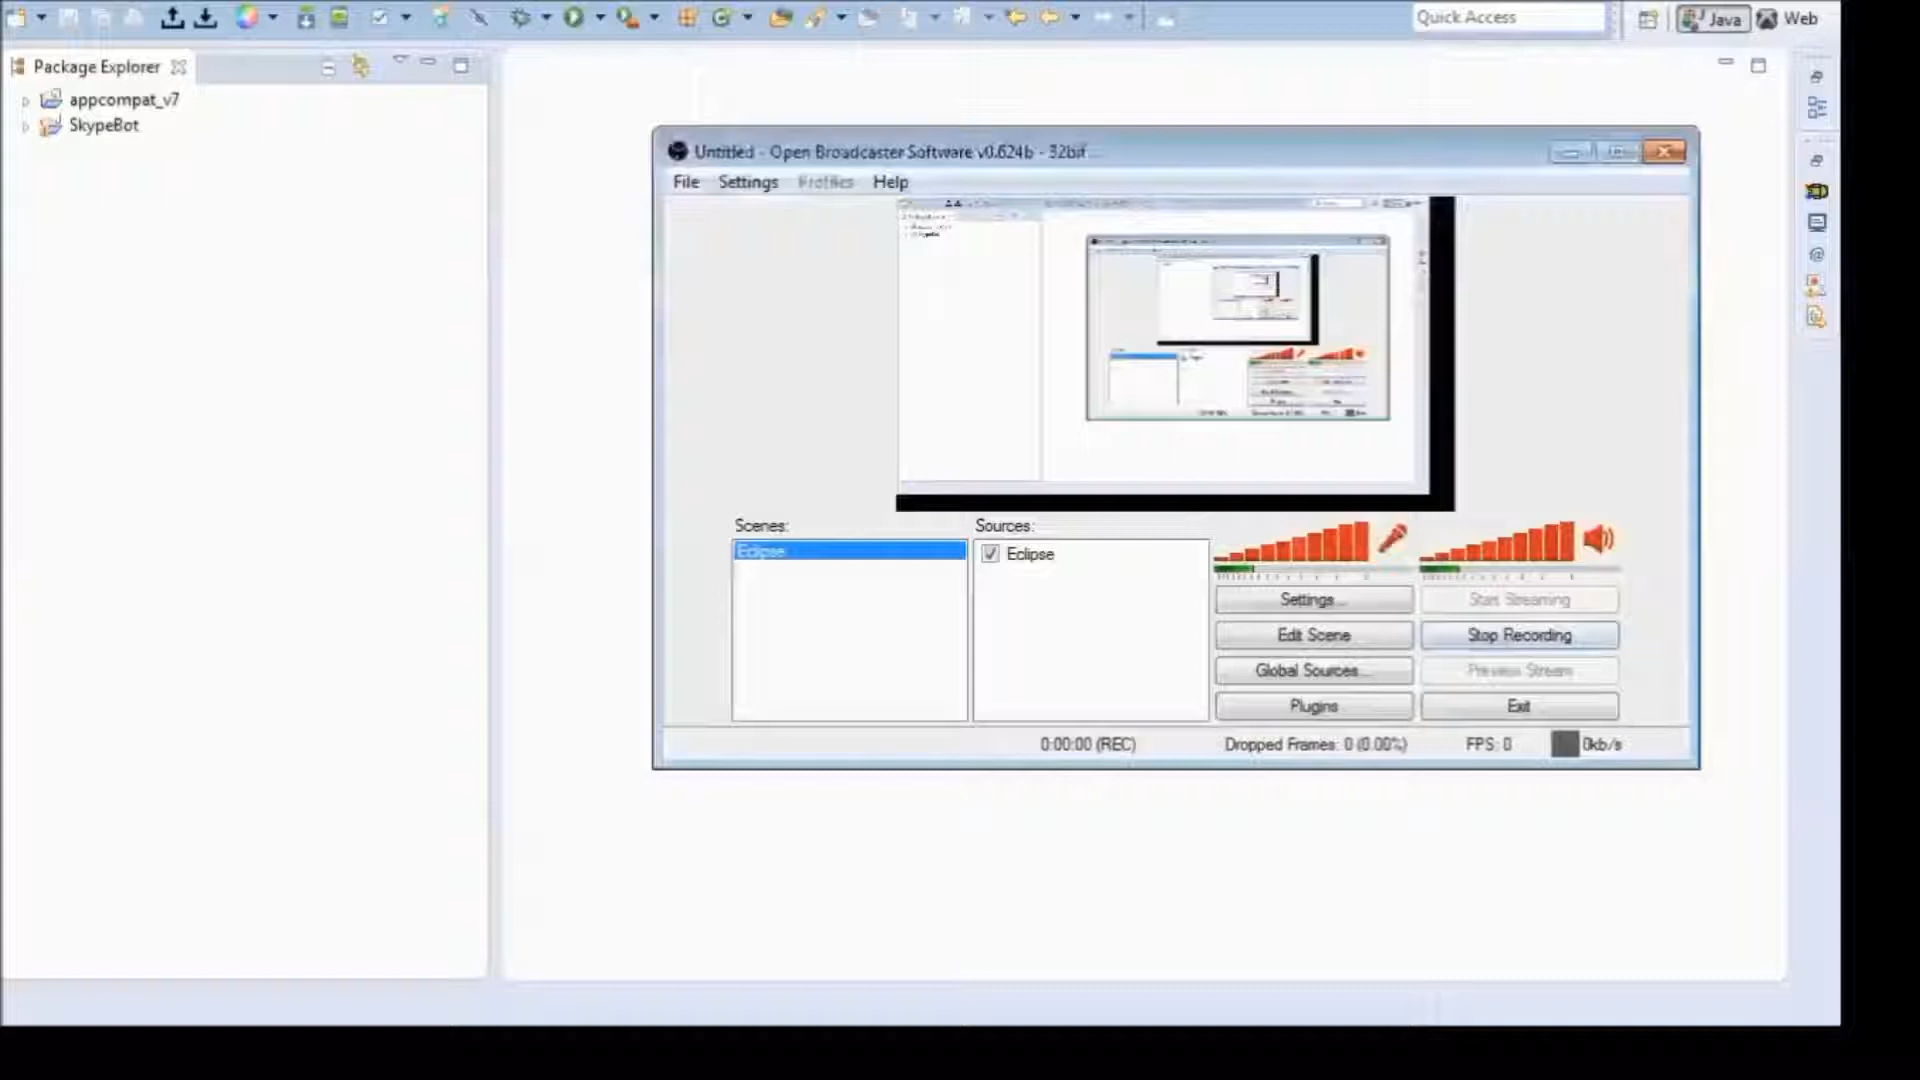 Quick Access
Java
Web
Package Explorer
appcompat_v7
SkypeBot
Untitled - Open Broadcaster Software v0.624b - 32bit
File Settings Profiles Help
Scenes:
Sources:
Eclipse
Eclipse
Settings...
Start Streaming
Edit Scene
Stop Recording
Global Sources...
Preview Stream
Plugins
Exit
0:00:00 (REC)
Dropped Frames: 0 (0.00%)
FPS: 0
0kb/s